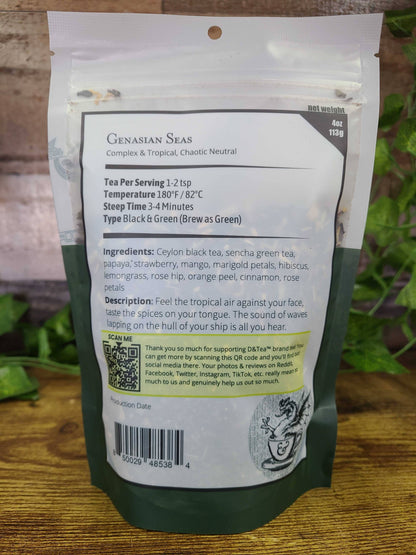 net weight
4oz
113g
Genasian Seas
Complex & Tropical, Chaotic Neutral
Tea Per Serving 1-2 tsp
Temperature 180°F / 82°C
Steep Time 3-4 Minutes
Type Black & Green (Brew as Green)
Ingredients: Ceylon black tea, sencha green tea,
papaya, strawberry, mango, marigold petals, hibiscus,
lemongrass, rose hip, orange peel, cinnamon, rose
petals
Description: Feel the tropical air against your face,
taste the spices on your tongue. The sound of waves
lapping on the hull of your ship is all you hear.
SCAN ME
Thank you so much for supporting D&Tea™ brand tea! You
can get more by scanning this QR code and you'll find our
social media there. Your photos & reviews on Reddit,
Facebook, Twitter, Instagram, TikTok, etc. really mean so
much to us and genuinely help us out so much.
Production Date
8 50029 48538 4